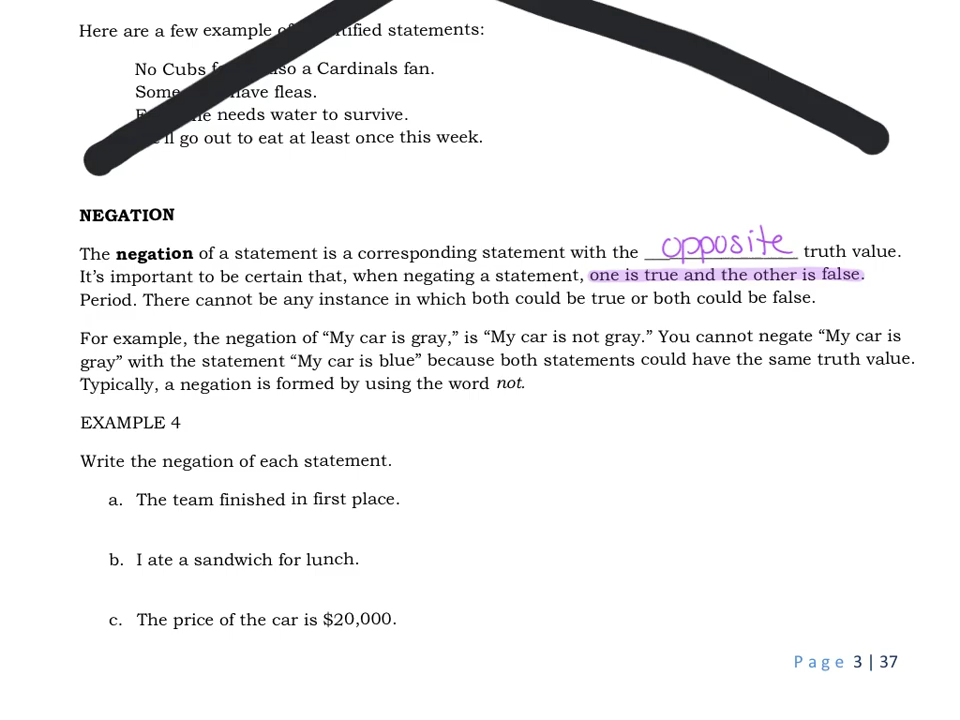 Here are a few example tified statements:
No Cubs so a Cardinals fan.
Some have fleas.
needs water to survive.
go out to eat at least once this week.
NEGATION
The negation of a statement is a corresponding statement with the opposite truth value.
It’s important to be certain that, when negating a statement, one is true and the other is false.
Period. There cannot be any instance in which both could be true or both could be false.
For example, the negation of “My car is gray,” is “My car is not gray.” You cannot negate “My car is
gray” with the statement “My car is blue” because both statements could have the same truth value.
Typically, a negation is formed by using the word not.
EXAMPLE 4
Write the negation of each statement.
a. The team finished in first place.
b. I ate a sandwich for lunch.
c. The price of the car is $20,000.
Page 3 | 37